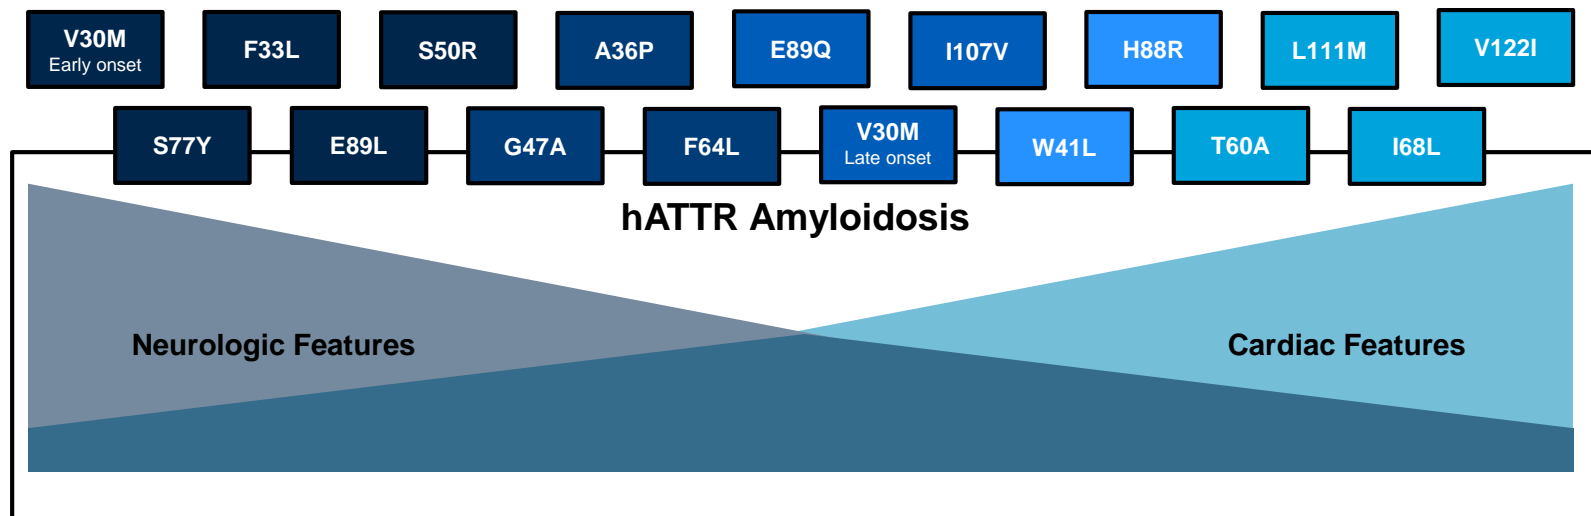 V30M
Early onset
F33L
S50R
A36P
E89Q
I107V
H88R
L111M
V122I
S77Y
E89L
G47A
F64L
V30M
Late onset
W41L
T60A
I68L
hATTR Amyloidosis
Neurologic Features
Cardiac Features